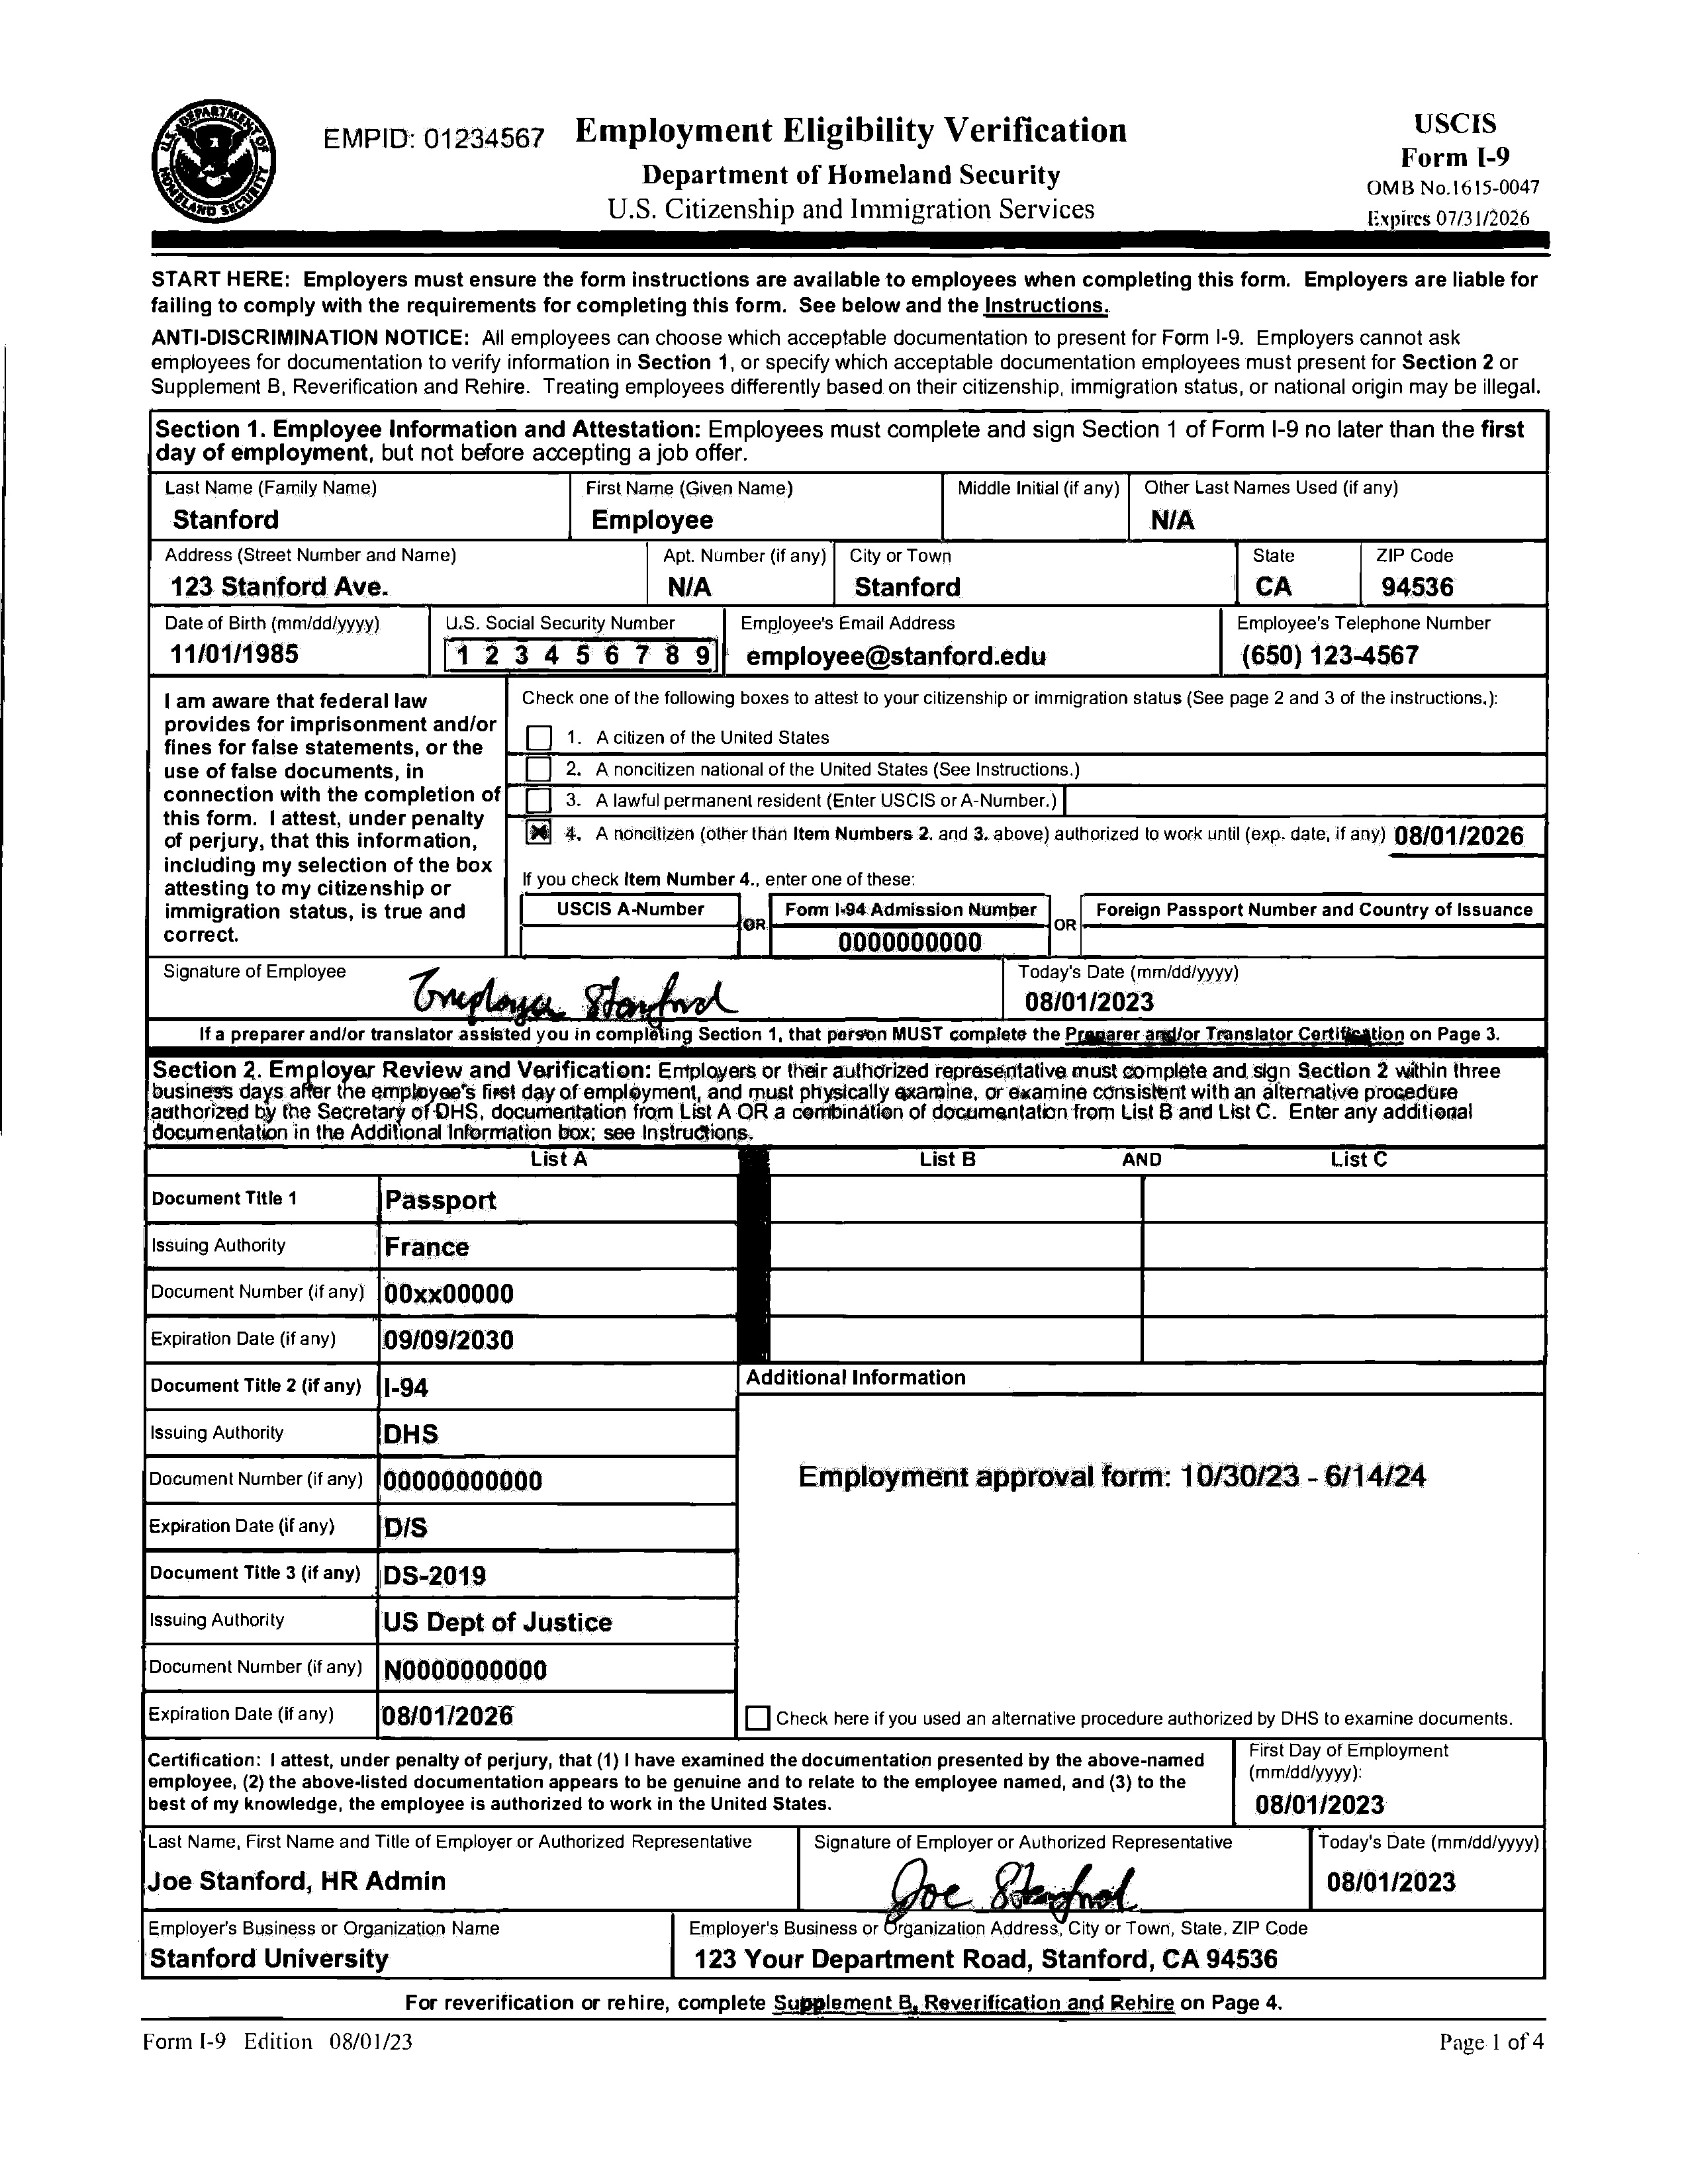 U.S. DEPARTMENT OF HOMELAND SECURITY
EMPID: 01234567
Employment Eligibility Verification
Department of Homeland Security
U.S. Citizenship and Immigration Services
USCIS
Form I-9
OMB No.1615-0047
Expires 07/31/2026
START HERE: Employers must ensure the form instructions are available to employees when completing this form. Employers are liable for
failing to comply with the requirements for completing this form. See below and the Instructions.
ANTI-DISCRIMINATION NOTICE: All employees can choose which acceptable documentation to present for Form I-9. Employers cannot ask
employees for documentation to verify information in Section 1, or specify which acceptable documentation employees must present for Section 2 or
Supplement B, Reverification and Rehire. Treating employees differently based on their citizenship, immigration status, or national origin may be illegal.
Section 1. Employee Information and Attestation: Employees must complete and sign Section 1 of Form I-9 no later than the first
day of employment, but not before accepting a job offer.
Last Name (Family Name) First Name (Given Name) Middle Initial (if any) Other Last Names Used (if any)
Stanford Employee N/A
Address (Street Number and Name) Apt. Number (if any) City or Town State ZIP Code
123 Stanford Ave. N/A Stanford CA 94536
Date of Birth (mm/dd/yyyy) U.S. Social Security Number Employee's Email Address Employee's Telephone Number
11/01/1985 1 2 3 4 5 6 7 8 9 employee@stanford.edu (650) 123-4567
I am aware that federal law
provides for imprisonment and/or
fines for false statements, or the
use of false documents, in
connection with the completion of
this form. I attest, under penalty
of perjury, that this information,
including my selection of the box
attesting to my citizenship or
immigration status, is true and
correct.
Check one of the following boxes to attest to your citizenship or immigration status (See page 2 and 3 of the instructions.):
1. A citizen of the United States
2. A noncitizen national of the United States (See Instructions.)
3. A lawful permanent resident (Enter USCIS or A-Number.)
4. A noncitizen (other than Item Numbers 2. and 3. above) authorized to work until (exp. date, if any) 08/01/2026
If you check Item Number 4., enter one of these:
USCIS A-Number OR Form I-94 Admission Number OR Foreign Passport Number and Country of Issuance
0000000000
Signature of Employee Today's Date (mm/dd/yyyy)
Employee Stanford 08/01/2023
If a preparer and/or translator assisted you in completing Section 1, that person MUST complete the Preparer and/or Translator Certification on Page 3.
Section 2. Employer Review and Verification: Employers or their authorized representative must complete and sign Section 2 within three
business days after the employee's first day of employment, and must physically examine, or examine consistent with an alternative procedure
authorized by the Secretary of DHS, documentation from List A OR a combination of documentation from List B and List C. Enter any additional
documentation in the Additional Information box; see Instructions.
List A List B AND List C
Document Title 1 Passport
Issuing Authority France
Document Number (if any) 00xx00000
Expiration Date (if any) 09/09/2030
Document Title 2 (if any) I-94
Additional Information
Issuing Authority DHS
Document Number (if any) 00000000000
Employment approval form: 10/30/23 - 6/14/24
Expiration Date (if any) D/S
Document Title 3 (if any) DS-2019
Issuing Authority US Dept of Justice
Document Number (if any) N0000000000
Expiration Date (if any) 08/01/2026
Check here if you used an alternative procedure authorized by DHS to examine documents.
Certification: I attest, under penalty of perjury, that (1) I have examined the documentation presented by the above-named
employee, (2) the above-listed documentation appears to be genuine and to relate to the employee named, and (3) to the
best of my knowledge, the employee is authorized to work in the United States.
First Day of Employment
(mm/dd/yyyy):
08/01/2023
Last Name, First Name and Title of Employer or Authorized Representative Signature of Employer or Authorized Representative Today's Date (mm/dd/yyyy)
Joe Stanford, HR Admin Joe Stanford 08/01/2023
Employer's Business or Organization Name Employer's Business or Organization Address, City or Town, State, ZIP Code
Stanford University 123 Your Department Road, Stanford, CA 94536
For reverification or rehire, complete Supplement B, Reverification and Rehire on Page 4.
Form I-9 Edition 08/01/23 Page 1 of 4